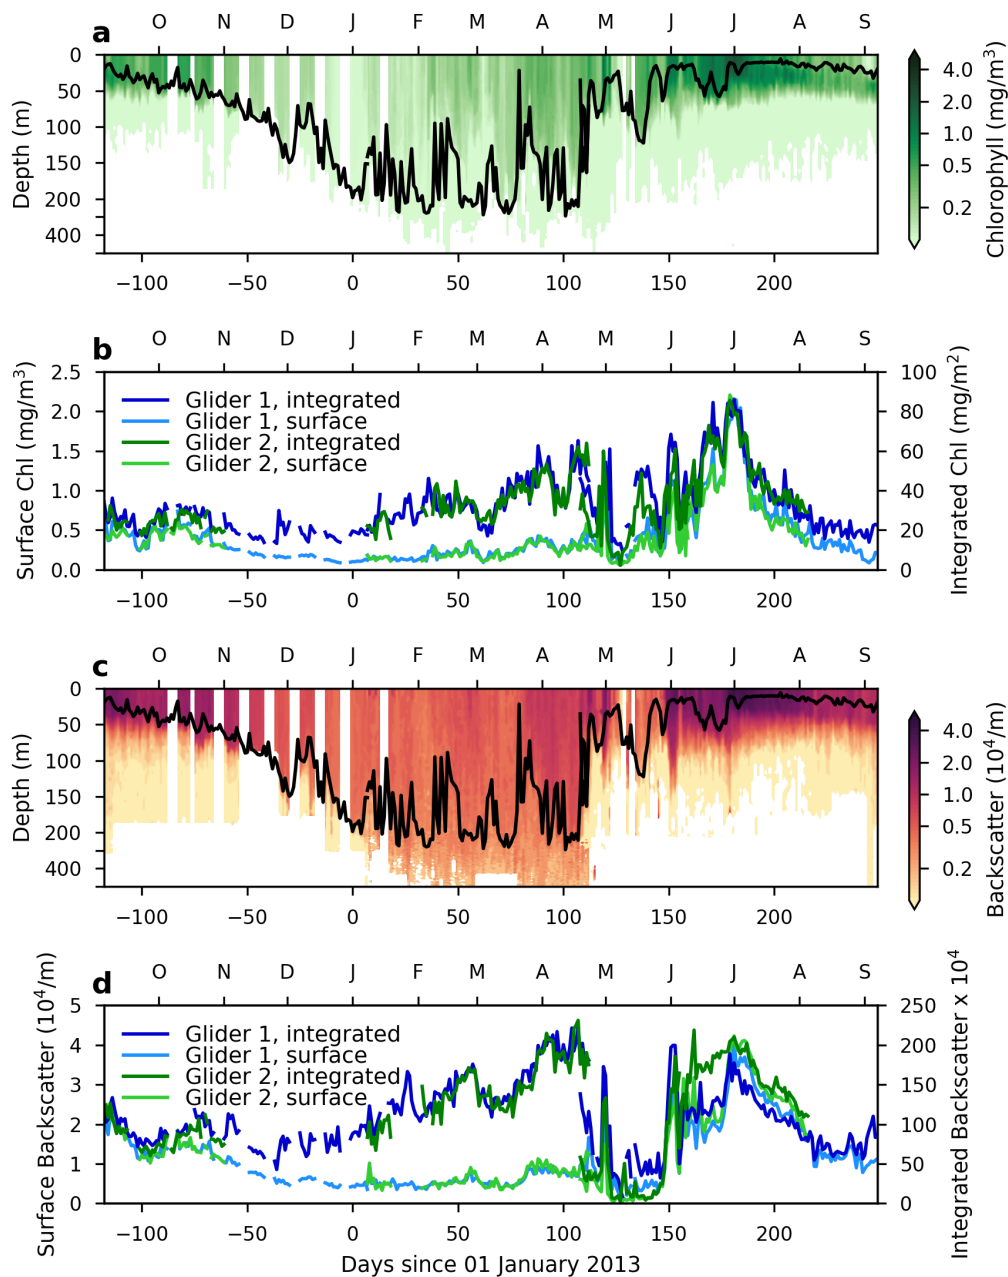 a
O N D J F M A M J J A S
Depth (m)
0
50
100
150
200
400
−100 −50 0 50 100 150 200
4.0
2.0
1.0
0.5
0.2
Chlorophyll (mg/m³)
b
O N D J F M A M J J A S
Surface Chl (mg/m³)
2.5
2.0
1.5
1.0
0.5
0.0
Glider 1, integrated
Glider 1, surface
Glider 2, integrated
Glider 2, surface
100
80
60
40
20
0
Integrated Chl (mg/m²)
−100 −50 0 50 100 150 200
c
O N D J F M A M J J A S
Depth (m)
0
50
100
150
200
400
−100 −50 0 50 100 150 200
4.0
2.0
1.0
0.5
0.2
Backscatter (10⁴/m)
d
O N D J F M A M J J A S
Surface Backscatter (10⁴/m)
5
4
3
2
1
0
Glider 1, integrated
Glider 1, surface
Glider 2, integrated
Glider 2, surface
250
200
150
100
50
0
Integrated Backscatter x 10⁴
−100 −50 0 50 100 150 200
Days since 01 January 2013